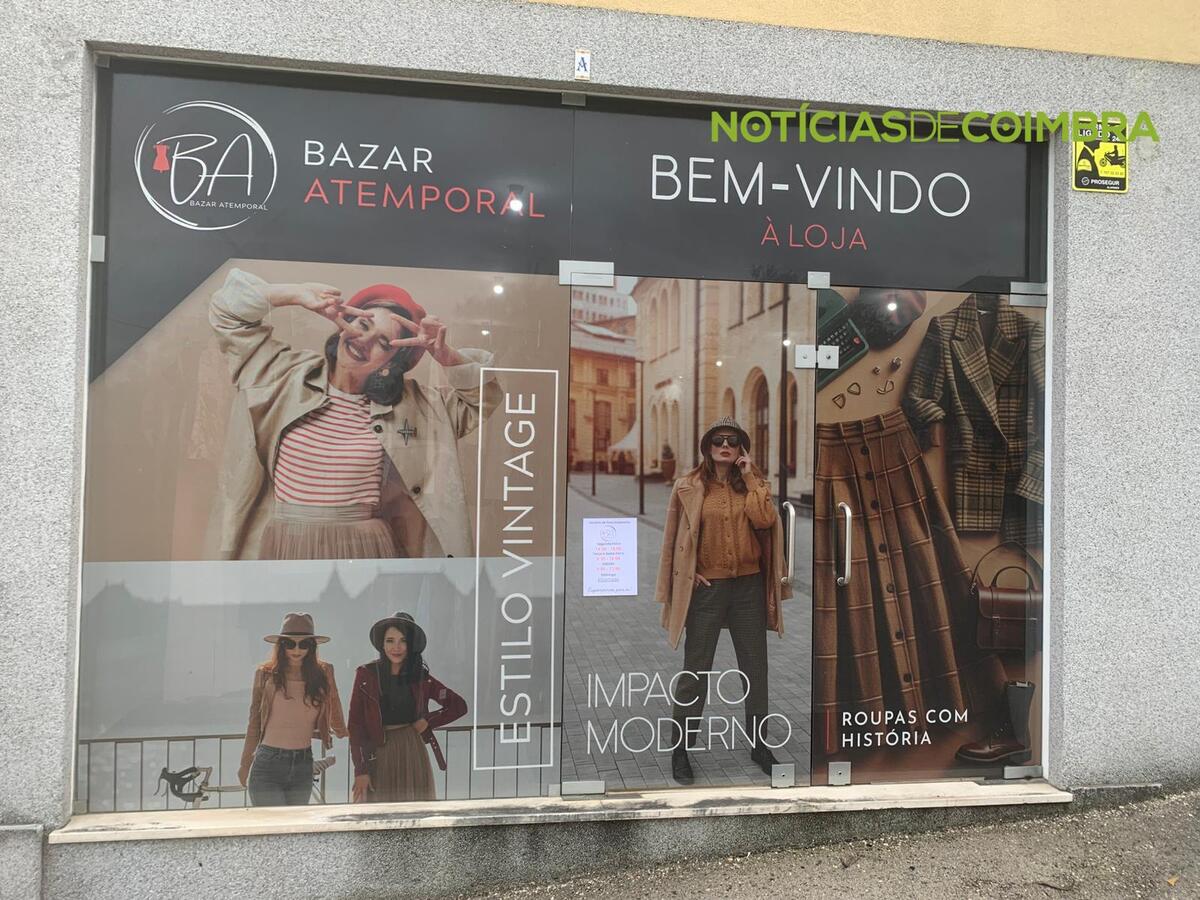 A
NOTÍCIASDECOIMBRA
BA
BAZAR ATEMPORAL
BAZAR
ATEMPORAL
BEM-VINDO
À LOJA
PROSEGUR
ESTILO VINTAGE
IMPACTO
MODERNO
ROUPAS COM
HISTÓRIA